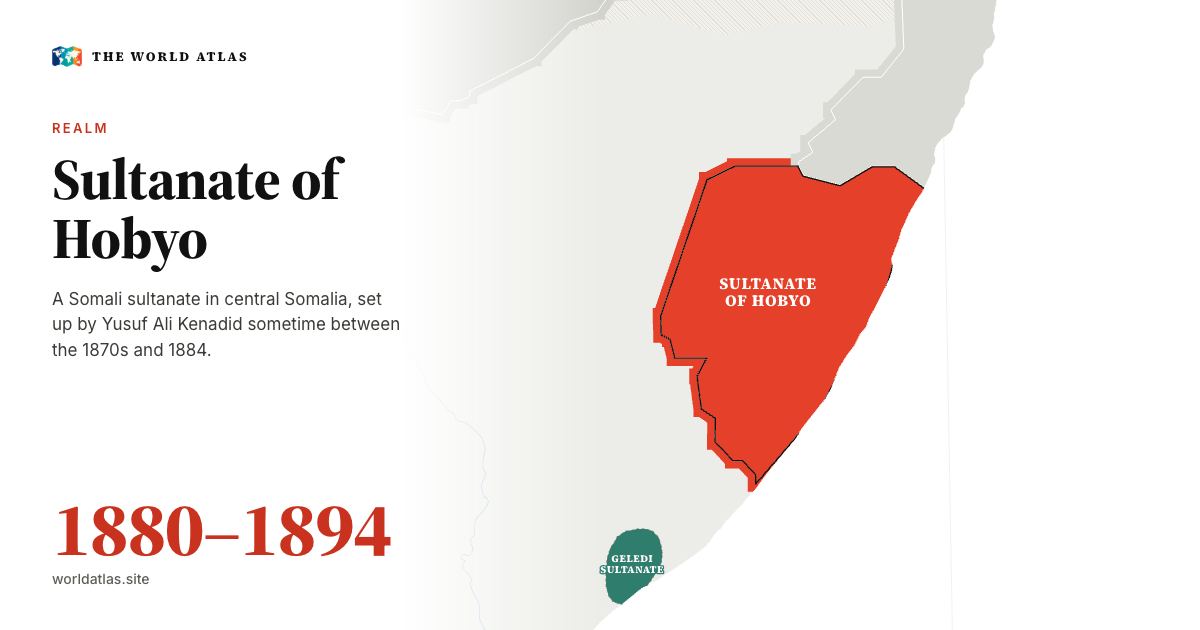 THE WORLD ATLAS
REALM
Sultanate of
Hobyo
A Somali sultanate in central Somalia, set
up by Yusuf Ali Kenadid sometime between
the 1870s and 1884.
1880–1894
worldatlas.site
SULTANATE
OF HOBYO
GELEDI
SULTANATE